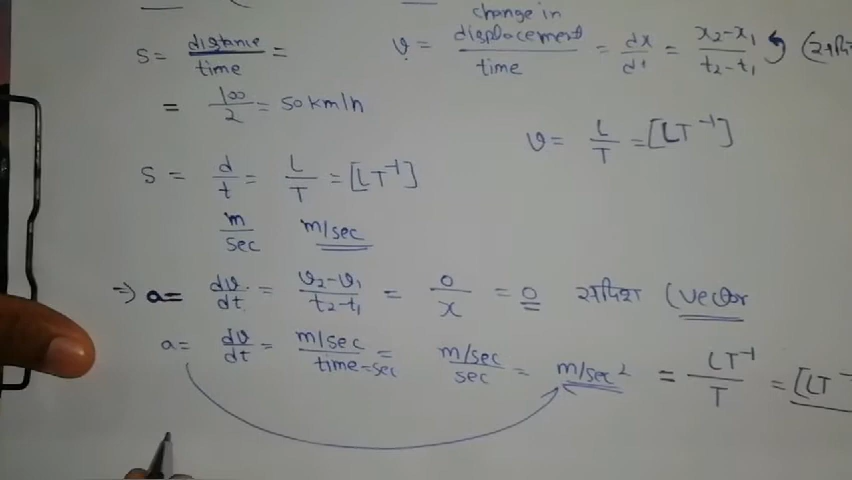 change in
S = distance / time = v = displacement / time = dx / dt = x₂-x₁ / t₂-t₁
= 100 / 2 = 50 km/h
v = L / T = [LT⁻¹]
S = d / t = L / T = [LT⁻¹]
m / sec m/sec
→ a = dv / dt = v₂-v₁ / t₂-t₁ = 0 / x = 0 सदिश (vector
a = dv / dt = m/sec / time=sec = m/sec / sec = m/sec² = LT⁻¹ / T = [LT⁻